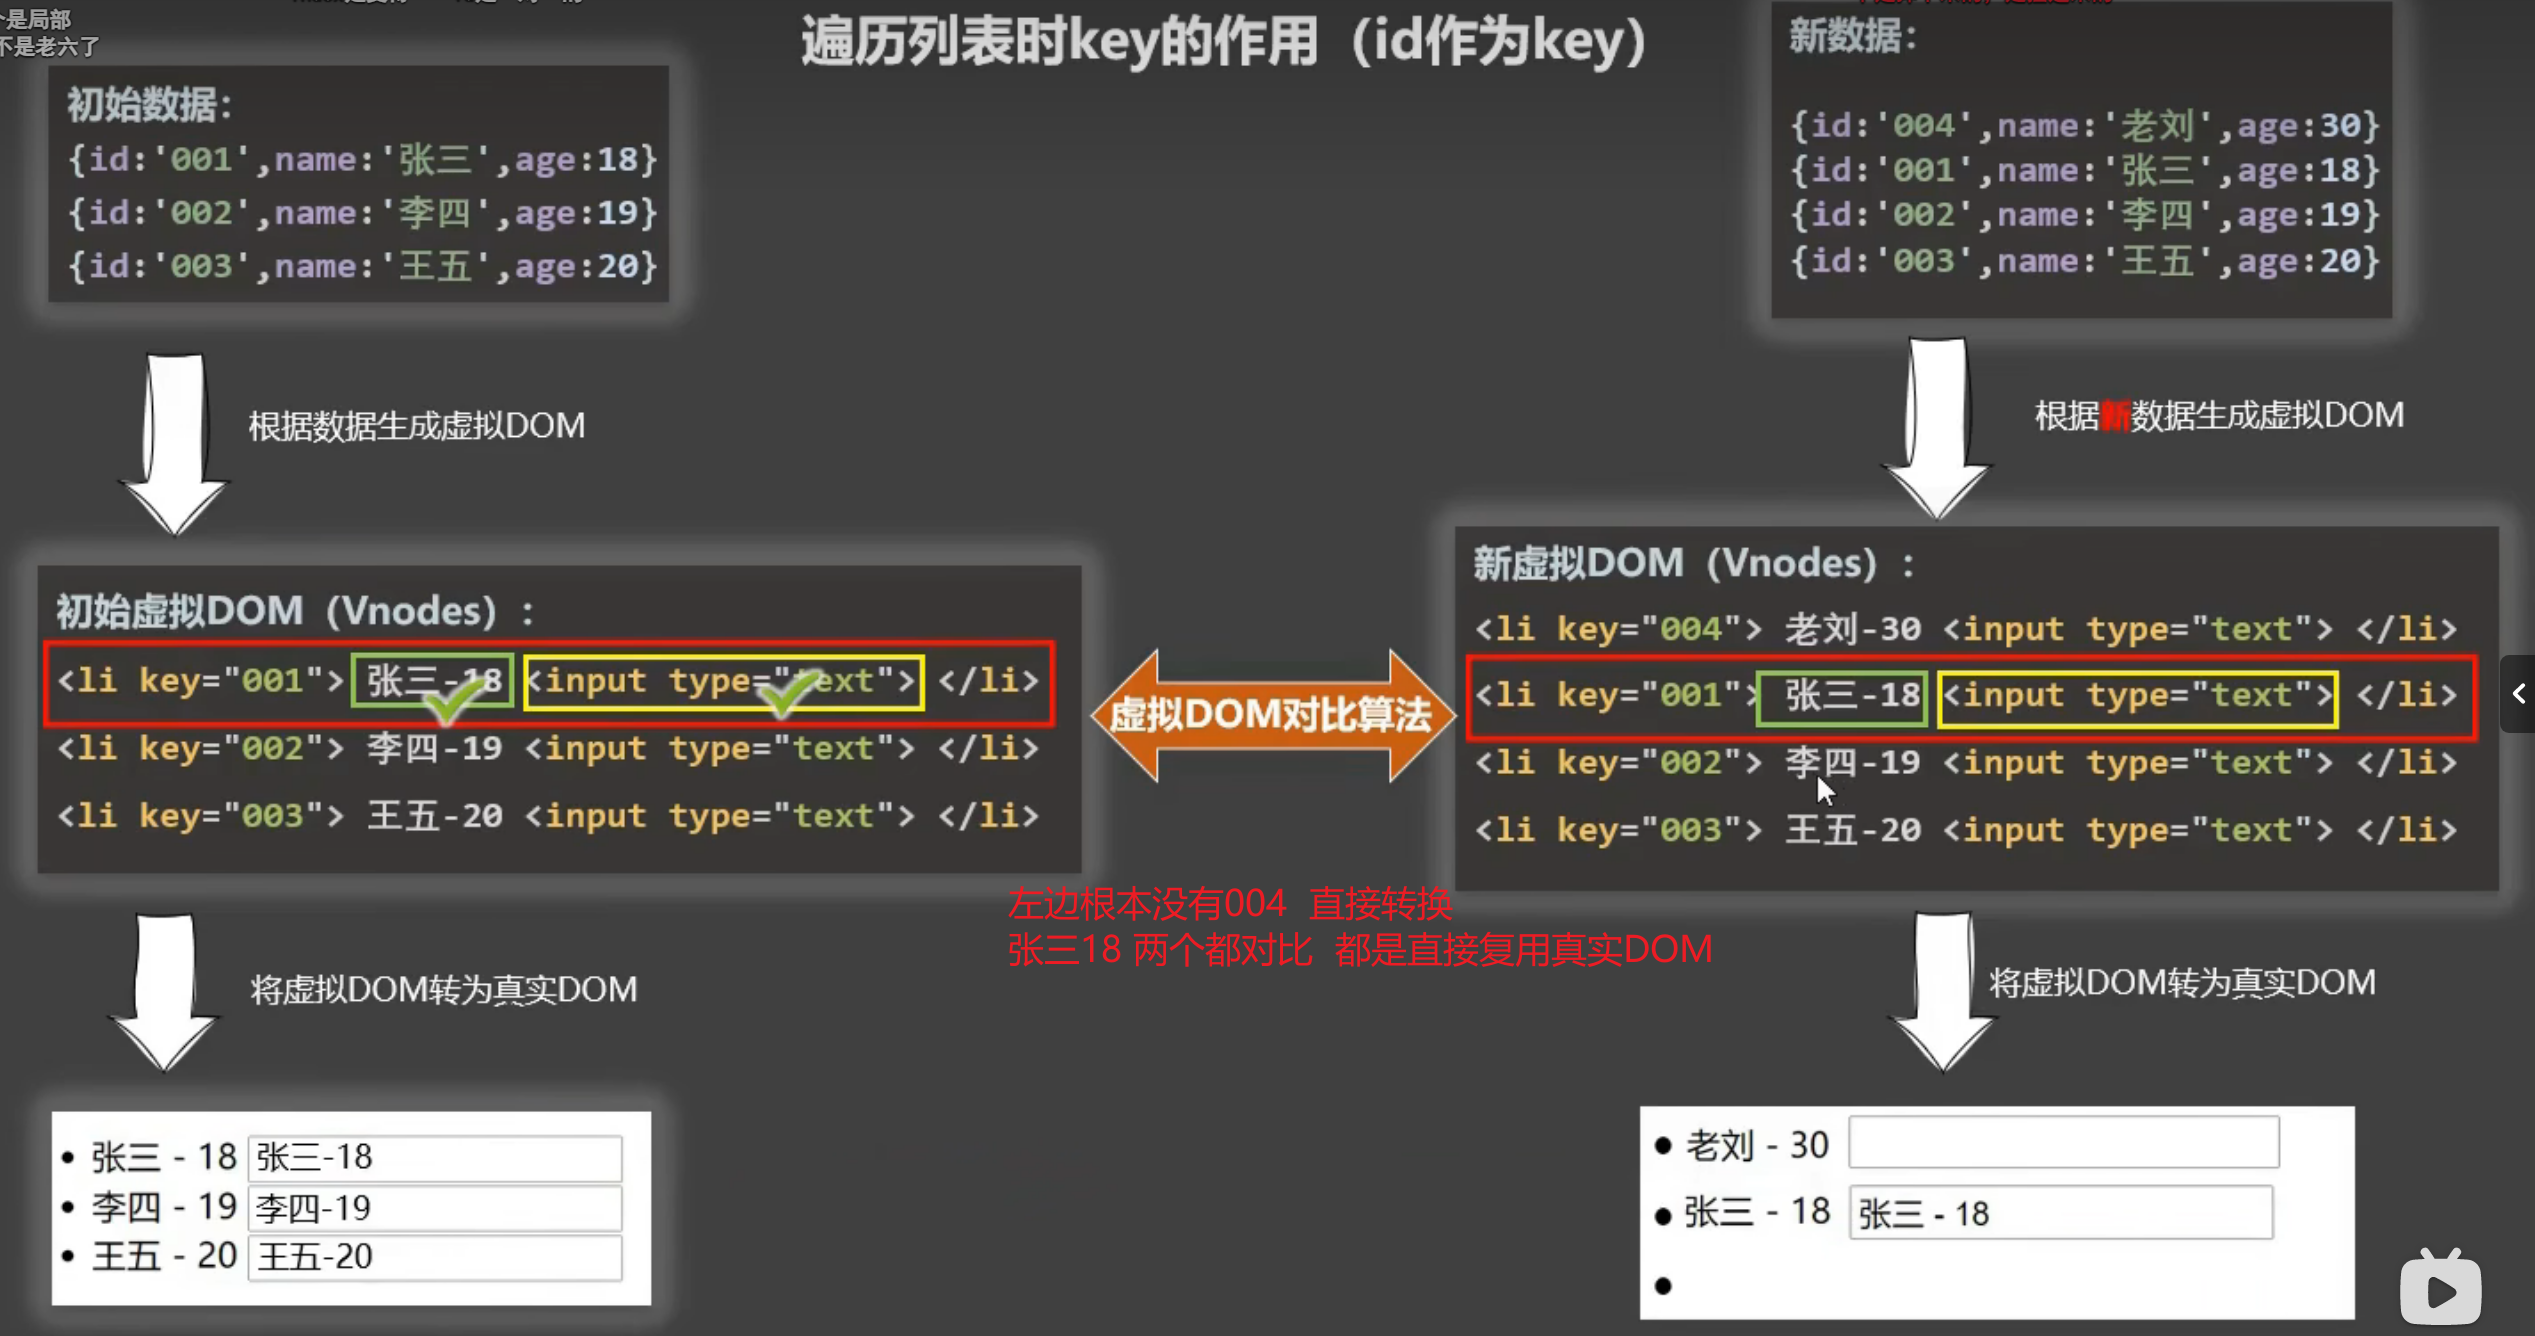 个是局部
不是老六了
遍历列表时key的作用（id作为key）
初始数据：
{id:'001',name:'张三',age:18}
{id:'002',name:'李四',age:19}
{id:'003',name:'王五',age:20}
新数据：
{id:'004',name:'老刘',age:30}
{id:'001',name:'张三',age:18}
{id:'002',name:'李四',age:19}
{id:'003',name:'王五',age:20}
根据数据生成虚拟DOM
根据新数据生成虚拟DOM
初始虚拟DOM（Vnodes）：
<li key="001"> 张三-18 <input type="text"> </li>
<li key="002"> 李四-19 <input type="text"> </li>
<li key="003"> 王五-20 <input type="text"> </li>
虚拟DOM对比算法
新虚拟DOM（Vnodes）：
<li key="004"> 老刘-30 <input type="text"> </li>
<li key="001"> 张三-18 <input type="text"> </li>
<li key="002"> 李四-19 <input type="text"> </li>
<li key="003"> 王五-20 <input type="text"> </li>
左边根本没有004 直接转换
张三18 两个都对比 都是直接复用真实DOM
将虚拟DOM转为真实DOM
将虚拟DOM转为真实DOM
张三 - 18 张三-18
李四 - 19 李四-19
王五 - 20 王五-20
老刘 - 30
张三 - 18 张三 - 18